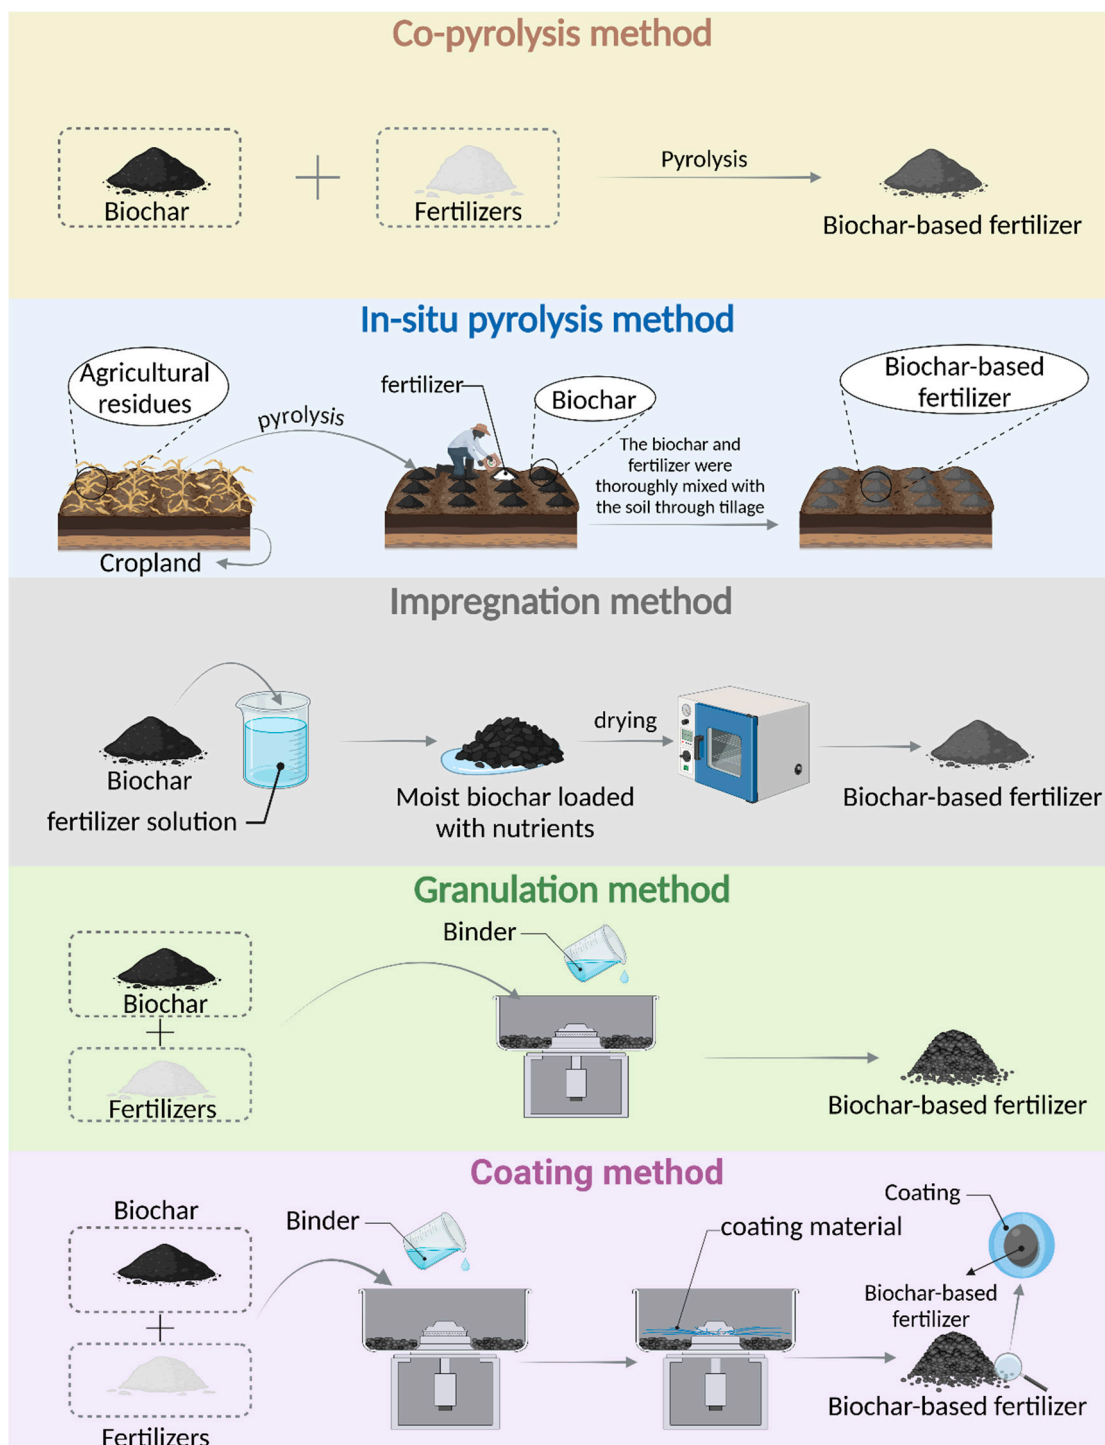 Co-pyrolysis method
Biochar
Fertilizers
Pyrolysis
Biochar-based fertilizer
In-situ pyrolysis method
Agricultural
residues
pyrolysis
Cropland
fertilizer
Biochar
The biochar and
fertilizer were
thoroughly mixed with
the soil through tillage
Biochar-based
fertilizer
Impregnation method
Biochar
fertilizer solution
Moist biochar loaded
with nutrients
drying
Biochar-based fertilizer
Granulation method
Biochar
Fertilizers
Binder
Biochar-based fertilizer
Coating method
Biochar
Fertilizers
Binder
coating material
Coating
Biochar-based
fertilizer
Biochar-based fertilizer